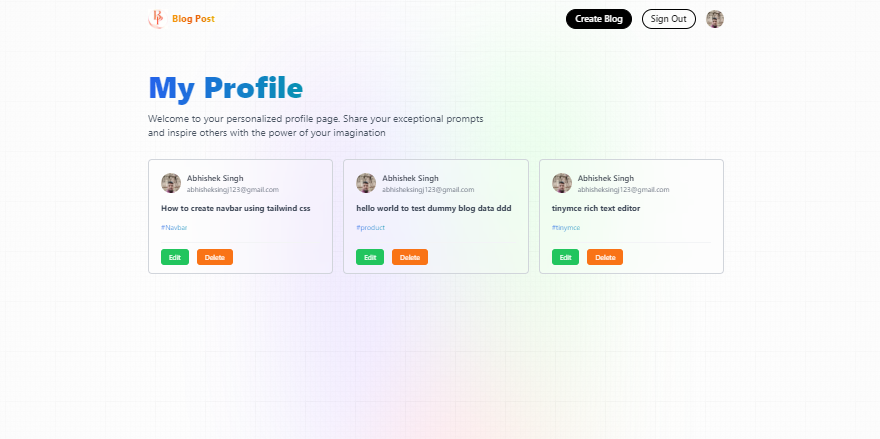 Blog Post
Create Blog
Sign Out
My Profile
Welcome to your personalized profile page. Share your exceptional prompts
and inspire others with the power of your imagination
Abhishek Singh
abhisheksingj123@gmail.com
How to create navbar using tailwind css
#Navbar
Edit
Delete
Abhishek Singh
abhisheksingj123@gmail.com
hello world to test dummy blog data ddd
#product
Edit
Delete
Abhishek Singh
abhisheksingj123@gmail.com
tinymce rich text editor
#tinymce
Edit
Delete